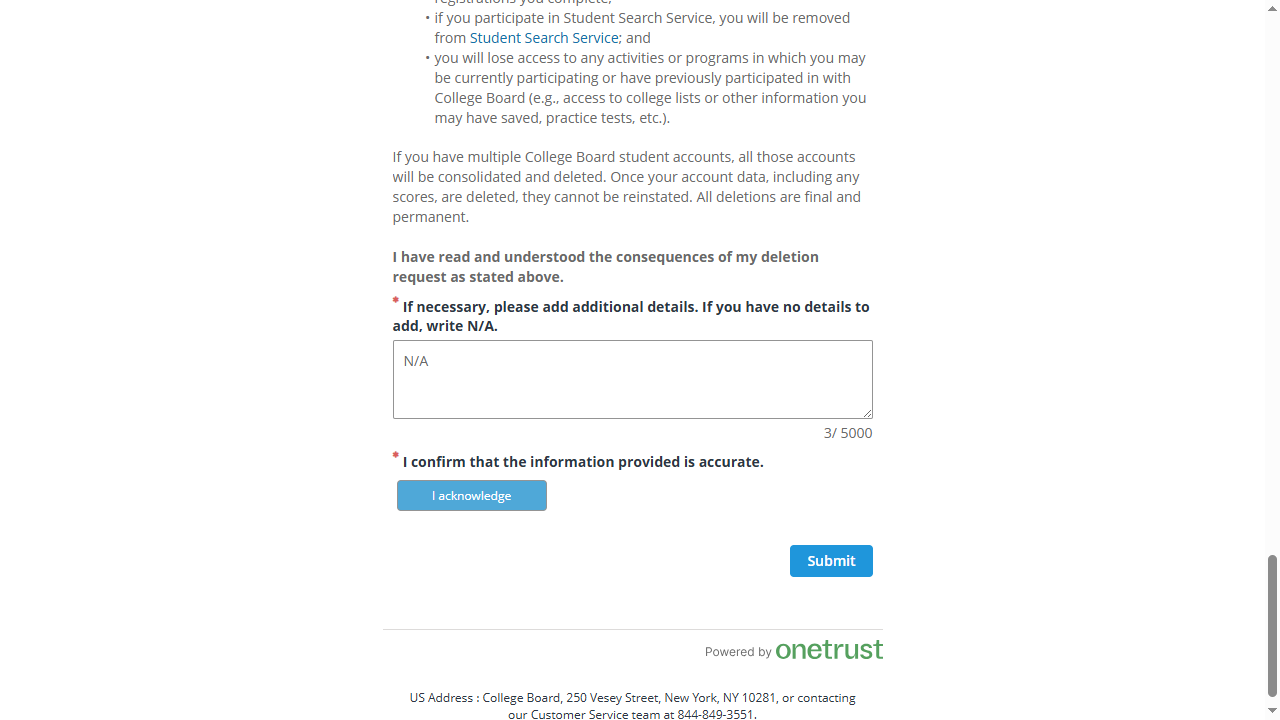 • if you participate in Student Search Service, you will be removed
from Student Search Service; and
• you will lose access to any activities or programs in which you may
be currently participating or have previously participated in with
College Board (e.g., access to college lists or other information you
may have saved, practice tests, etc.).
If you have multiple College Board student accounts, all those accounts
will be consolidated and deleted. Once your account data, including any
scores, are deleted, they cannot be reinstated. All deletions are final and
permanent.
I have read and understood the consequences of my deletion
request as stated above.
* If necessary, please add additional details. If you have no details to
add, write N/A.
N/A
3/ 5000
* I confirm that the information provided is accurate.
I acknowledge
Submit
Powered by onetrust
US Address : College Board, 250 Vesey Street, New York, NY 10281, or contacting
our Customer Service team at 844-849-3551.